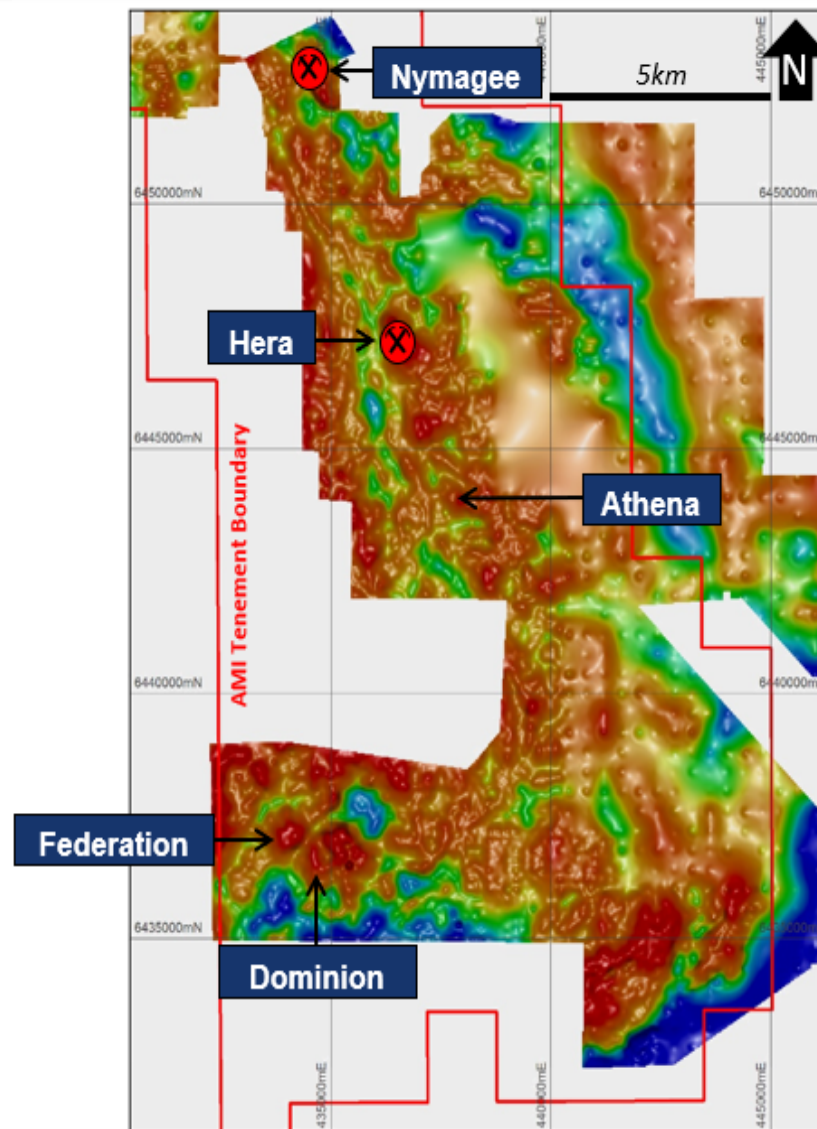 Nymagee
5km
N
445000mE
6450000mN
Hera
6445000mN
6445000mN
Athena
AMI Tenement Boundary
6440000mN
6440000mN
Federation
6435000mN
Dominion
435000mE
440000mE
445000mE